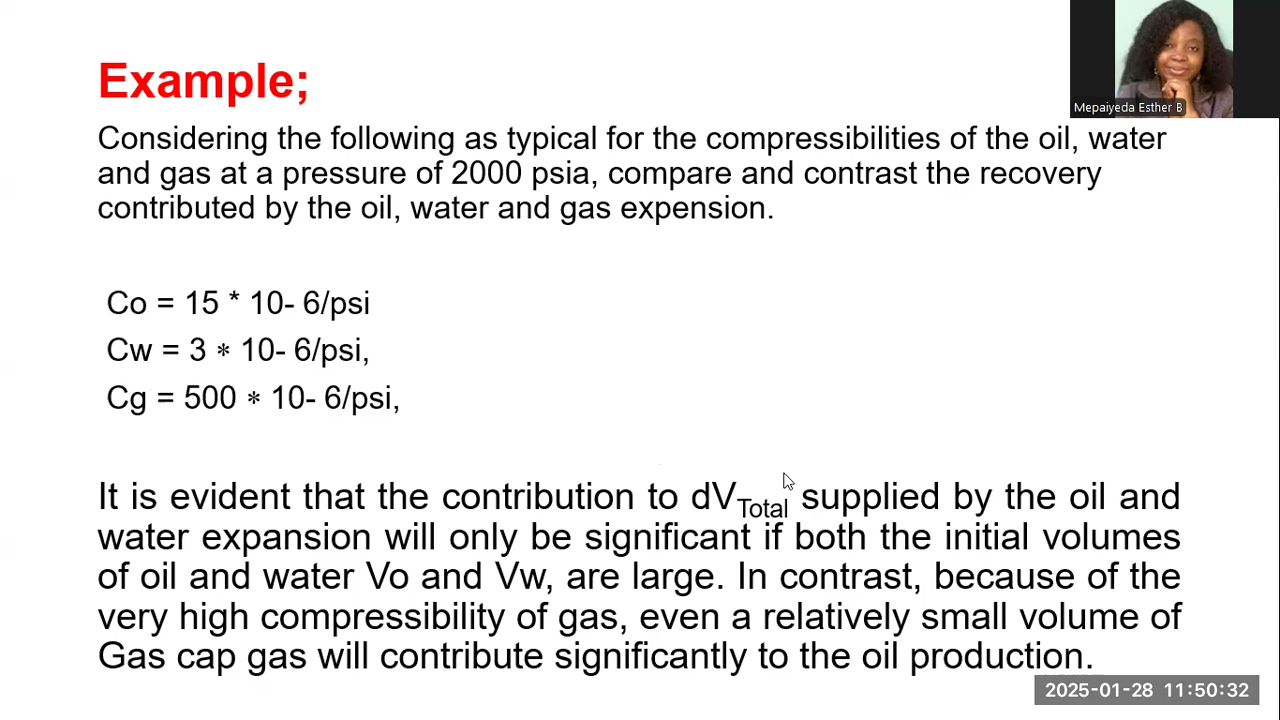 Example;
Mepaiyeda Esther B
Considering the following as typical for the compressibilities of the oil, water
and gas at a pressure of 2000 psia, compare and contrast the recovery
contributed by the oil, water and gas expension.
Co = 15 * 10- 6/psi
Cw = 3 ∗ 10- 6/psi,
Cg = 500 ∗ 10- 6/psi,
It is evident that the contribution to dVTotal supplied by the oil and
water expansion will only be significant if both the initial volumes
of oil and water Vo and Vw, are large. In contrast, because of the
very high compressibility of gas, even a relatively small volume of
Gas cap gas will contribute significantly to the oil production.
2025-01-28 11:50:32